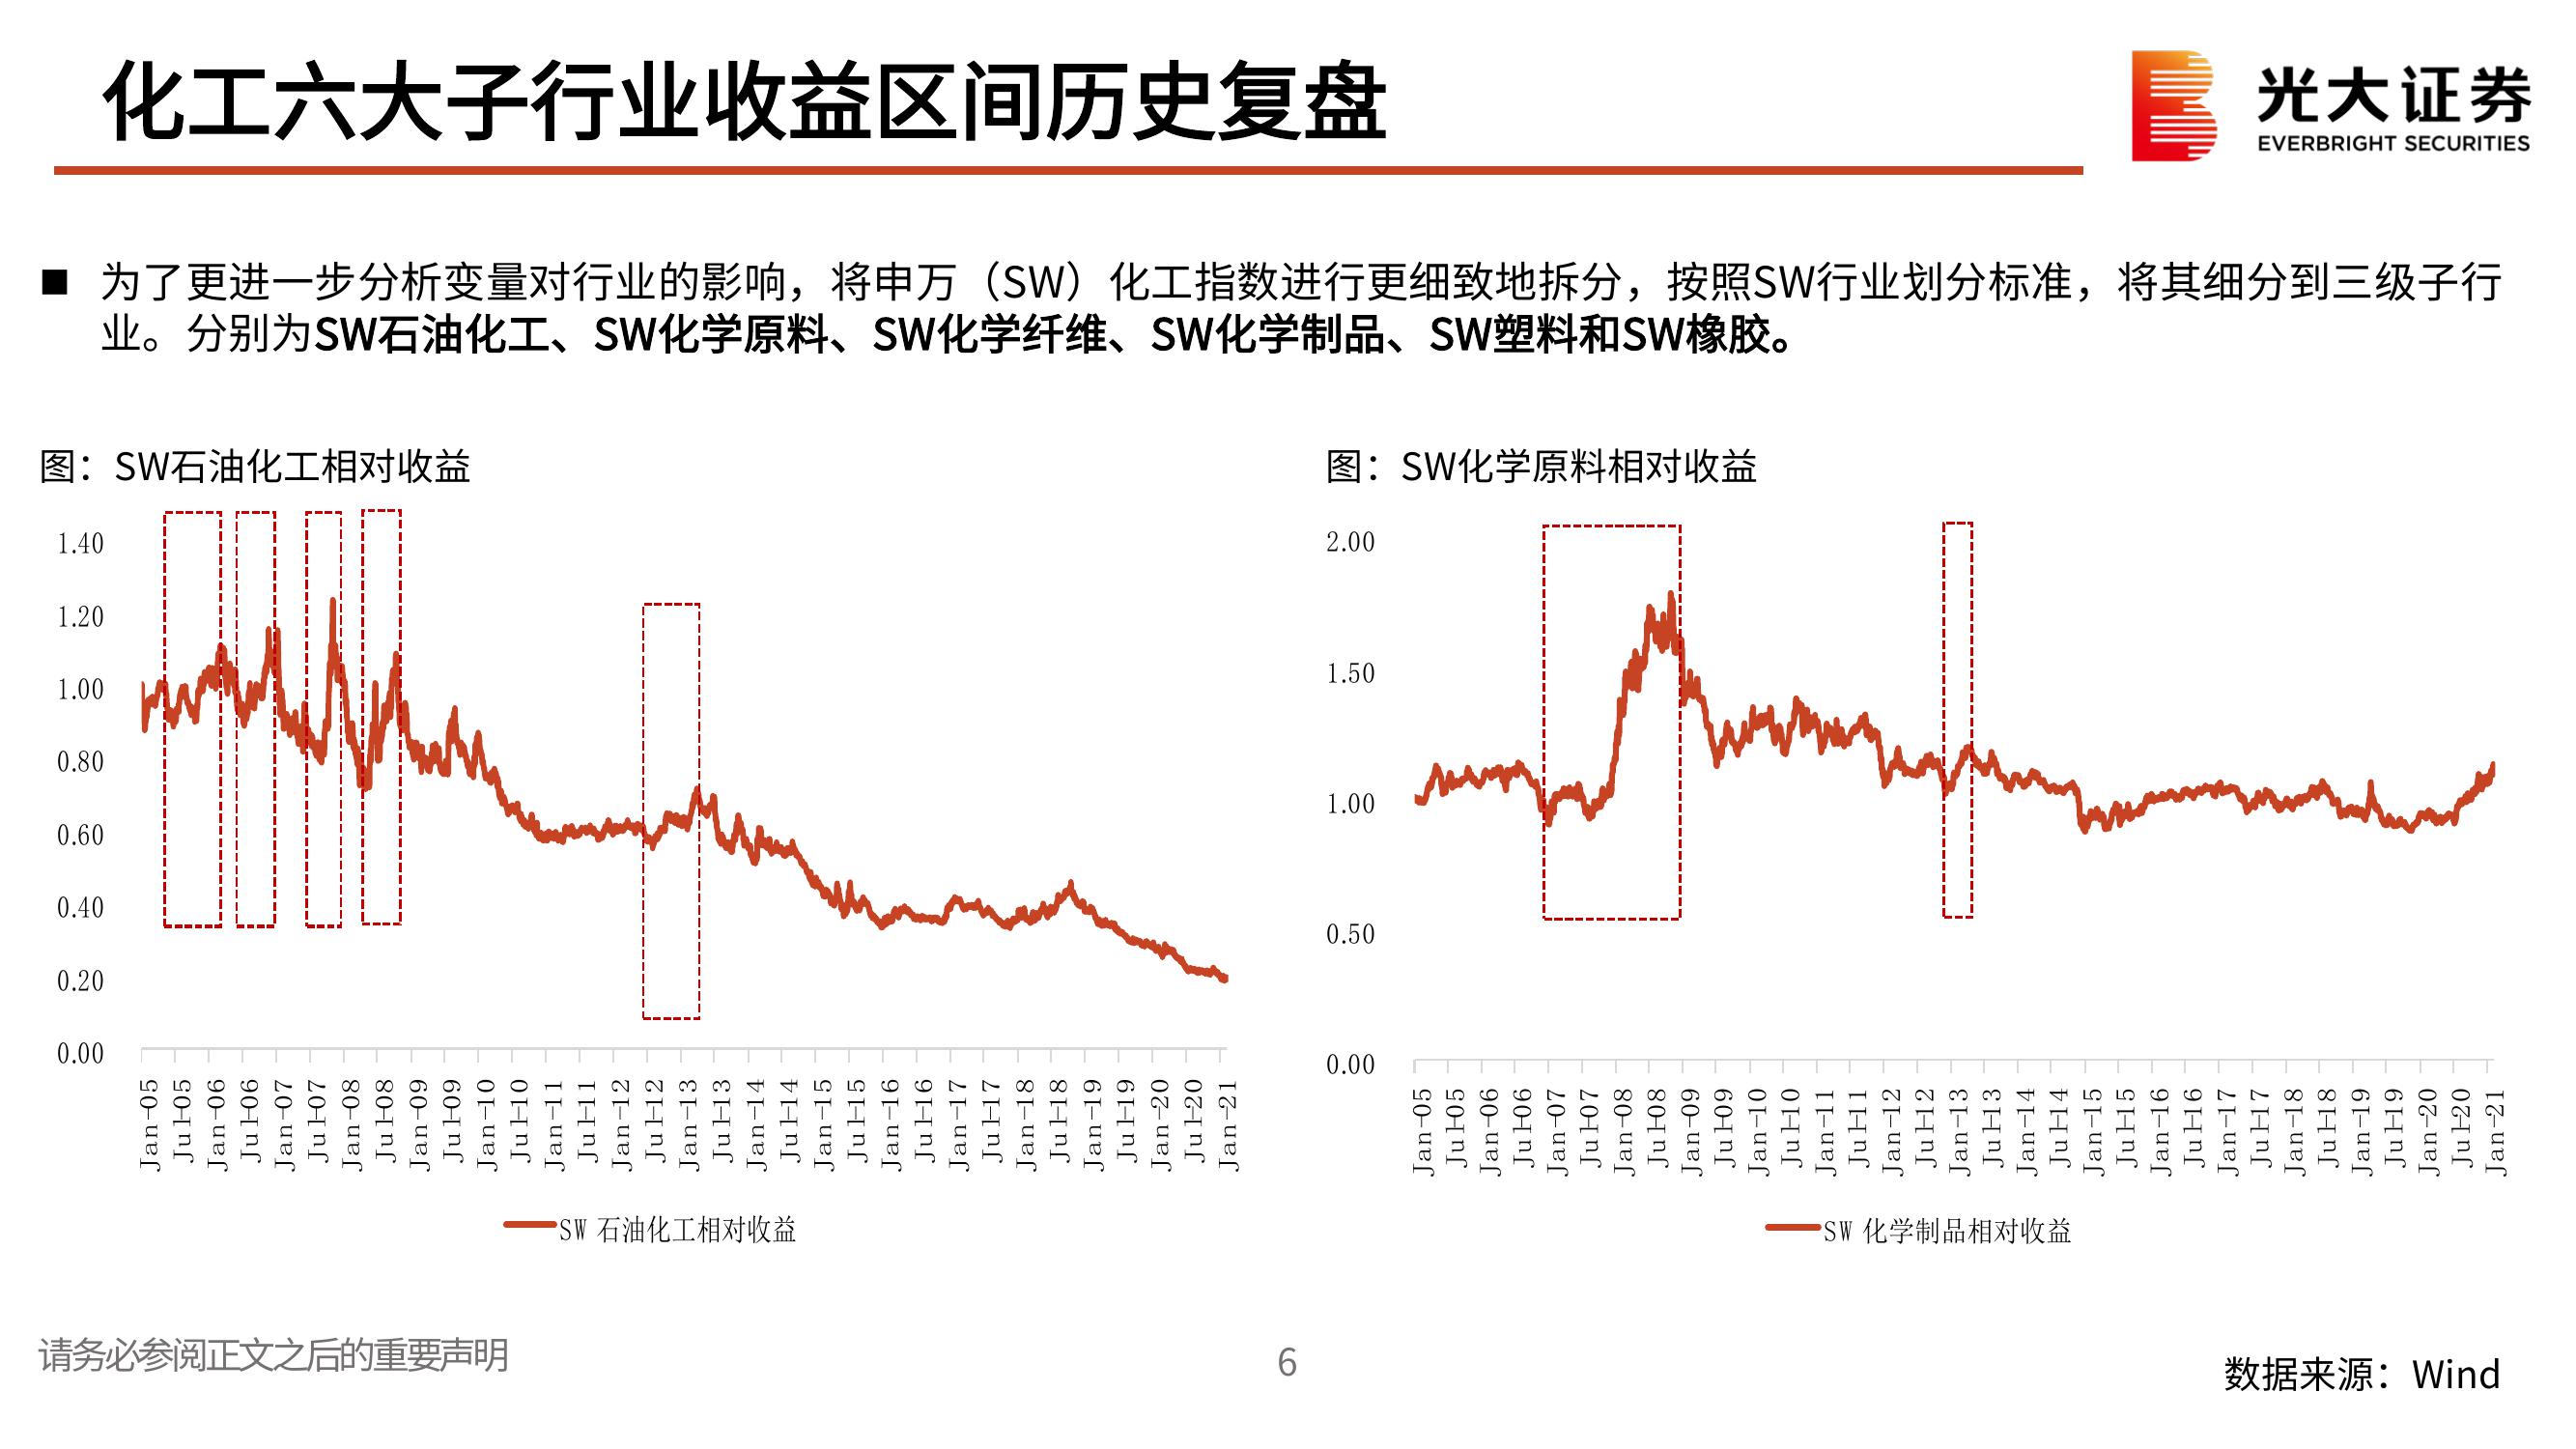 化工六大子行业收益区间历史复盘
光大证券
EVERBRIGHT SECURITIES
■ 为了更进一步分析变量对行业的影响，将申万（SW）化工指数进行更细致地拆分，按照SW行业划分标准，将其细分到三级子行
业。分别为SW石油化工、SW化学原料、SW化学纤维、SW化学制品、SW塑料和SW橡胶。
图：SW石油化工相对收益
1.40
1.20
1.00
0.80
0.60
0.40
0.20
0.00
Jan-05
Jul-05
Jan-06
Jul-06
Jan-07
Jul-07
Jan-08
Jul-08
Jan-09
Jul-09
Jan-10
Jul-10
Jan-11
Jul-11
Jan-12
Jul-12
Jan-13
Jul-13
Jan-14
Jul-14
Jan-15
Jul-15
Jan-16
Jul-16
Jan-17
Jul-17
Jan-18
Jul-18
Jan-19
Jul-19
Jan-20
Jul-20
Jan-21
SW 石油化工相对收益
图：SW化学原料相对收益
2.00
1.50
1.00
0.50
0.00
Jan-05
Jul-05
Jan-06
Jul-06
Jan-07
Jul-07
Jan-08
Jul-08
Jan-09
Jul-09
Jan-10
Jul-10
Jan-11
Jul-11
Jan-12
Jul-12
Jan-13
Jul-13
Jan-14
Jul-14
Jan-15
Jul-15
Jan-16
Jul-16
Jan-17
Jul-17
Jan-18
Jul-18
Jan-19
Jul-19
Jan-20
Jul-20
Jan-21
SW 化学制品相对收益
请务必参阅正文之后的重要声明
6
数据来源：Wind